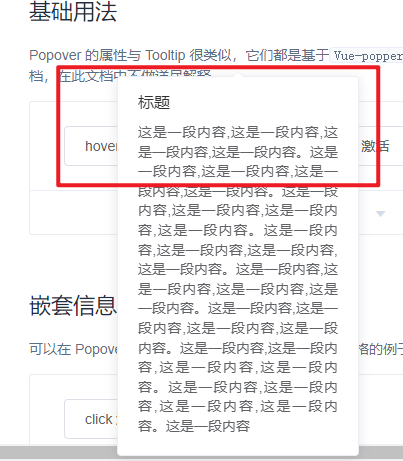 基础用法
Popover 的属性与 Tooltip 很类似，它们都是基于 Vue-popper
档，在此文档中不做详尽解释
标题
这是一段内容,这是一段内容,这
是一段内容,这是一段内容。这是
hover
激活
一段内容,这是一段内容,这是一
段内容,这是一段内容。这是一段
内容,这是一段内容,这是一段内
容,这是一段内容。这是一段内
容,这是一段内容,这是一段内容,
这是一段内容。这是一段内容,这
是一段内容,这是一段内容,这是
一段内容。这是一段内容,这是一
嵌套信息
段内容,这是一段内容,这是一段
可以在 Popover
内容。这是一段内容,这是一段内
格的例子
容,这是一段内容,这是一段内
容。这是一段内容,这是一段内
click
容,这是一段内容,这是一段内
容。这是一段内容